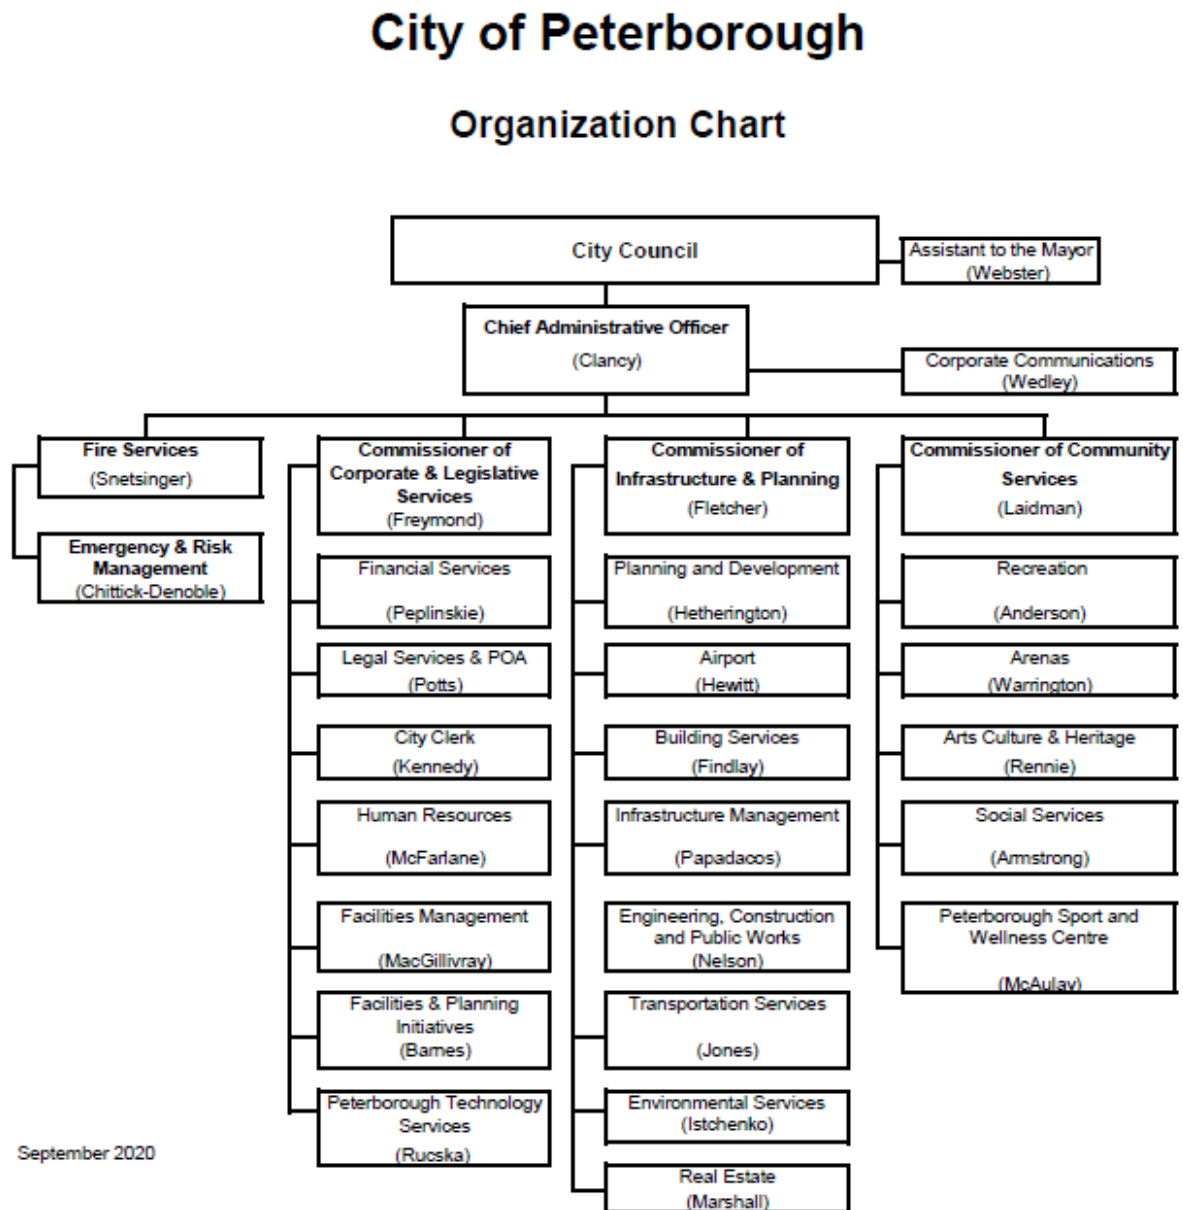 City of Peterborough
Organization Chart
City Council
Assistant to the Mayor
(Webster)
Chief Administrative Officer
(Clancy)
Corporate Communications
(Wedley)
Fire Services
(Snetsinger)
Emergency & Risk
Management
(Chittick-Denoble)
Commissioner of
Corporate & Legislative
Services
(Freymond)
Financial Services
(Peplinskie)
Legal Services & POA
(Potts)
City Clerk
(Kennedy)
Human Resources
(McFarlane)
Facilities Management
(MacGillivray)
Facilities & Planning
Initiatives
(Barnes)
Peterborough Technology
Services
(Rucska)
Commissioner of
Infrastructure & Planning
(Fletcher)
Planning and Development
(Hetherington)
Airport
(Hewitt)
Building Services
(Findlay)
Infrastructure Management
(Papadacos)
Engineering, Construction
and Public Works
(Nelson)
Transportation Services
(Jones)
Environmental Services
(Istchenko)
Real Estate
(Marshall)
Commissioner of Community
Services
(Laidman)
Recreation
(Anderson)
Arenas
(Warrington)
Arts Culture & Heritage
(Rennie)
Social Services
(Armstrong)
Peterborough Sport and
Wellness Centre
(McAulay)
September 2020